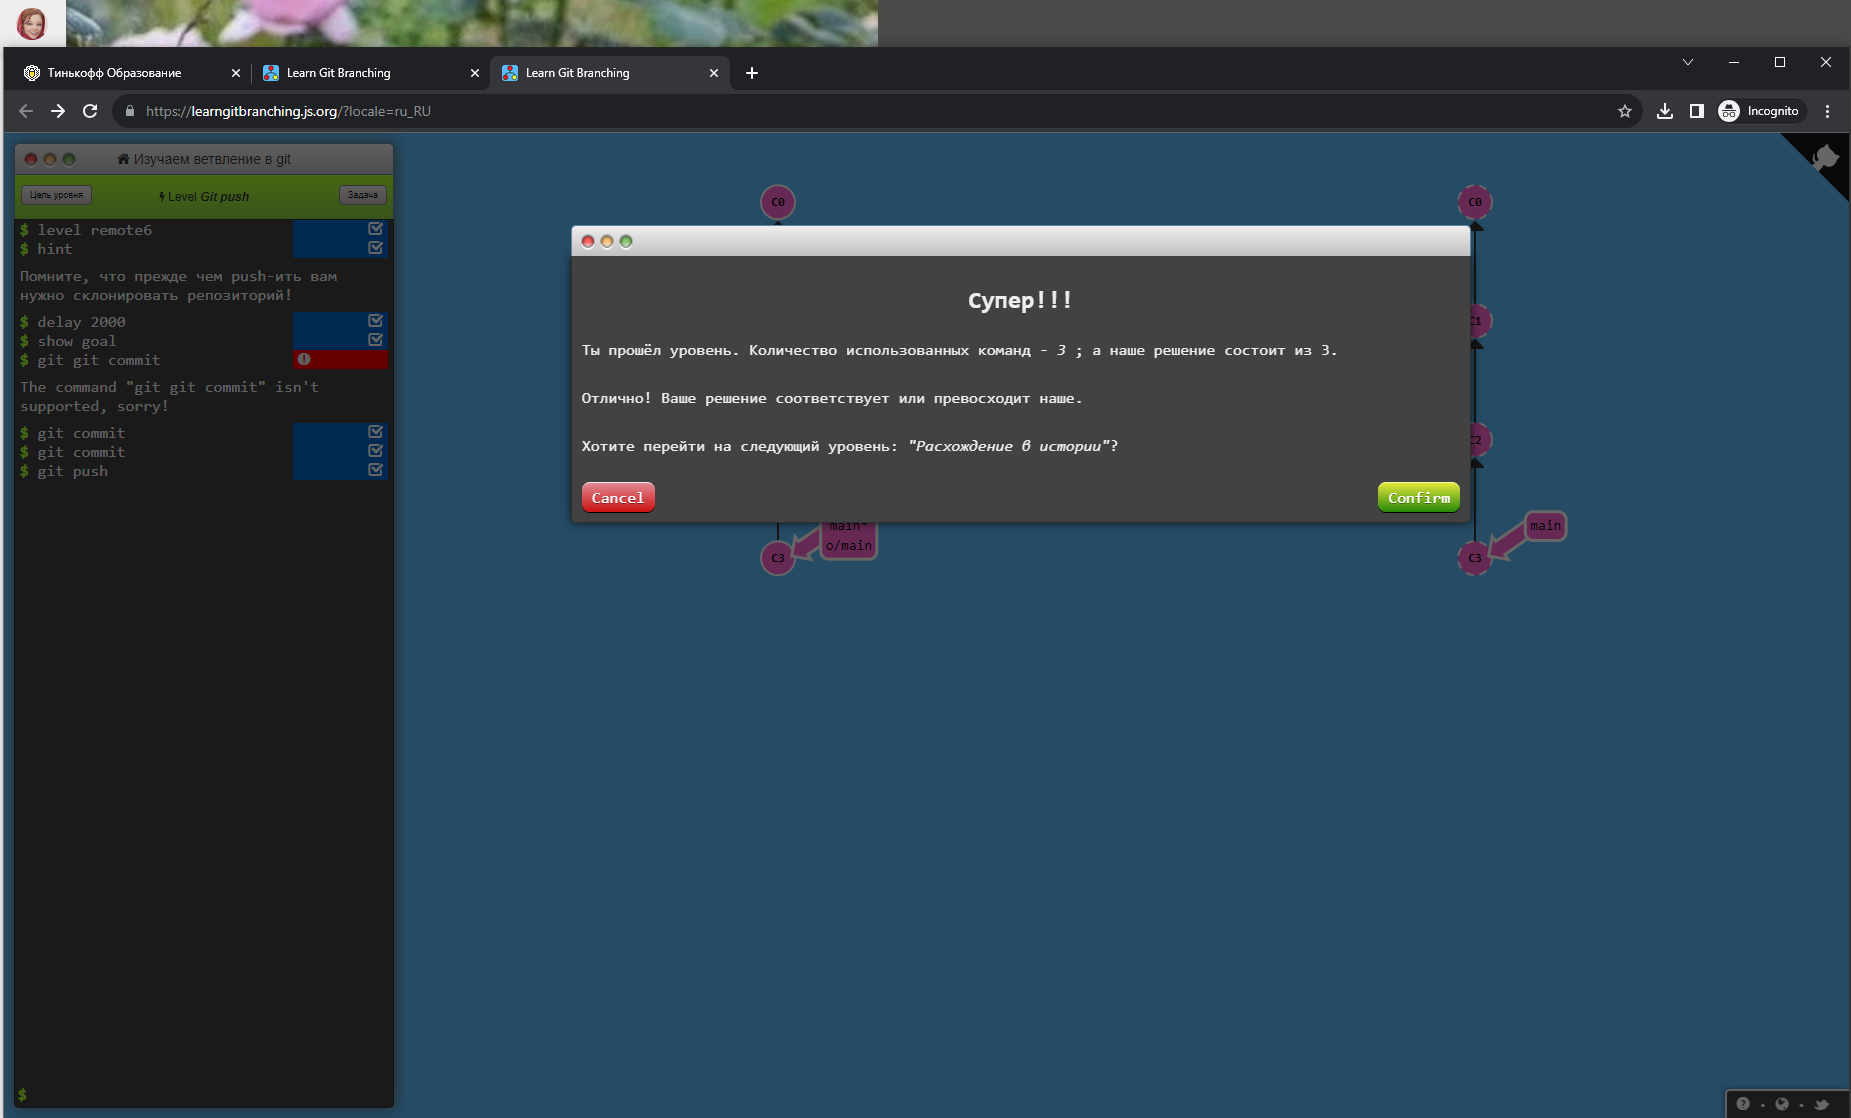 Тинькофф Образование
Learn Git Branching
Learn Git Branching
https://learngitbranching.js.org/?locale=ru_RU
Incognito
Изучаем ветвление в git
Цель уровня
Level Git push
Задача
$ level remote6
$ hint
Помните, что прежде чем push-ить вам
нужно склонировать репозиторий!
$ delay 2000
$ show goal
$ git git commit
The command "git git commit" isn't
supported, sorry!
$ git commit
$ git commit
$ git push
$
C0
C0
Супер!!!
Ты прошёл уровень. Количество использованных команд - 3 ; а наше решение состоит из 3.
Отлично! Ваше решение соответствует или превосходит наше.
Хотите перейти на следующий уровень: "Расхождение в истории"?
Cancel
Confirm
C1
C2
main*
o/main
C3
main
C3